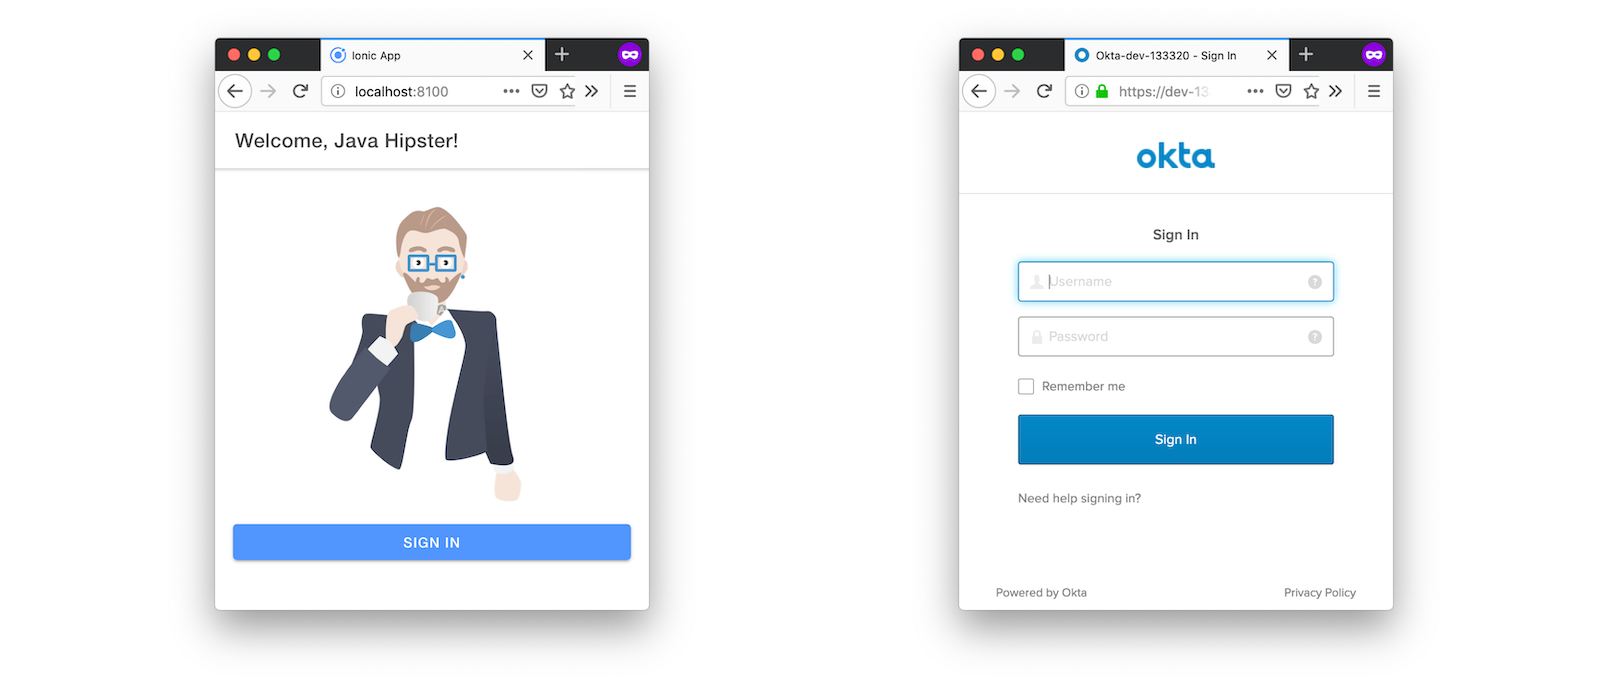 Ionic App
localhost:8100
Welcome, Java Hipster!
A
SIGN IN
Okta-dev-133320 - Sign In
https://dev-13
okta
Sign In
Username
Password
Remember me
Sign In
Need help signing in?
Powered by Okta
Privacy Policy